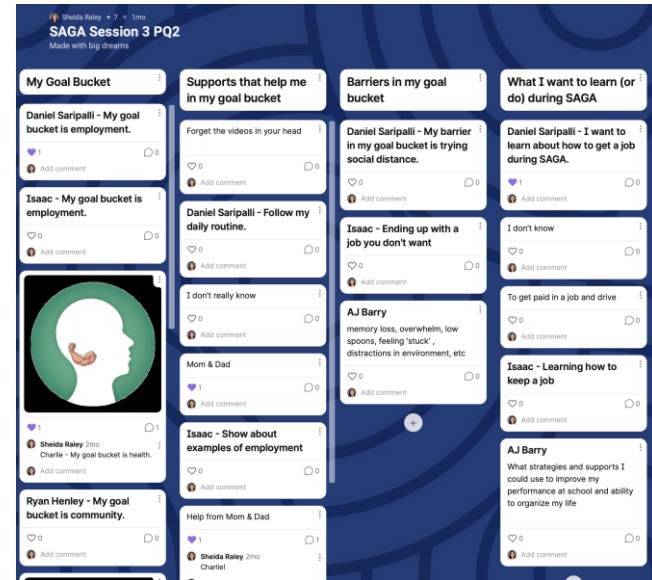 Sheida Raley + 7 • 1mo
SAGA Session 3 PQ2
Made with big dreams
My Goal Bucket
Daniel Saripalli - My goal
bucket is employment.
1
0
Add comment
Isaac - My goal bucket is
employment.
0
0
Add comment
1
1
Sheida Raley 2mo
Charlie - My goal bucket is health.
Add comment
Ryan Henley - My goal
bucket is community.
0
0
Add comment
Supports that help me
in my goal bucket
Forget the videos in your head
0
0
Add comment
Daniel Saripalli - Follow my
daily routine.
0
0
Add comment
I don't really know
0
0
Add comment
Mom & Dad
1
0
Add comment
Isaac - Show about
examples of employment
0
0
Add comment
Help from Mom & Dad
1
1
Sheida Raley 2mo
Charlie!
Barriers in my goal
bucket
Daniel Saripalli - My barrier
in my goal bucket is trying
social distance.
0
0
Add comment
Isaac - Ending up with a
job you don't want
0
0
Add comment
AJ Barry
memory loss, overwhelm, low
spoons, feeling 'stuck' ,
distractions in environment, etc
0
0
Add comment
+
What I want to learn (or
do) during SAGA
Daniel Saripalli - I want to
learn about how to get a job
during SAGA.
1
0
Add comment
I don't know
0
0
Add comment
To get paid in a job and drive
0
0
Add comment
Isaac - Learning how to
keep a job
0
0
Add comment
AJ Barry
What strategies and supports I
could use to improve my
performance at school and ability
to organize my life
0
0
Add comment